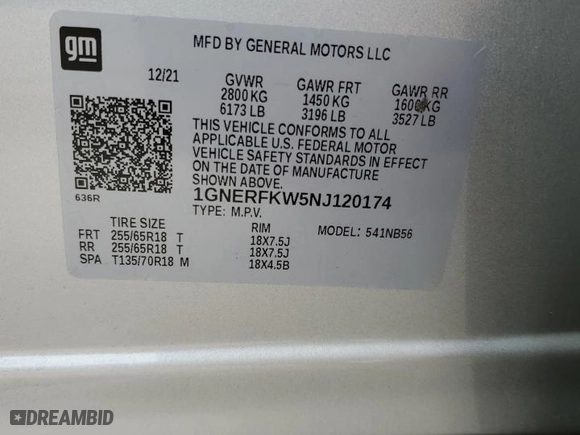 gm
MFD BY GENERAL MOTORS LLC
12/21 GVWR GAWR FRT GAWR RR
2800 KG 1450 KG 1600 KG
6173 LB 3196 LB 3527 LB
THIS VEHICLE CONFORMS TO ALL
APPLICABLE U.S. FEDERAL MOTOR
VEHICLE SAFETY STANDARDS IN EFFECT
ON THE DATE OF MANUFACTURE
SHOWN ABOVE.
636R
1GNERFKW5NJ120174
TYPE: M.P.V.
TIRE SIZE RIM MODEL: 541NB56
FRT 255/65R18 T 18X7.5J
RR 255/65R18 T 18X7.5J
SPA T135/70R18 M 18X4.5B
DREAMBID